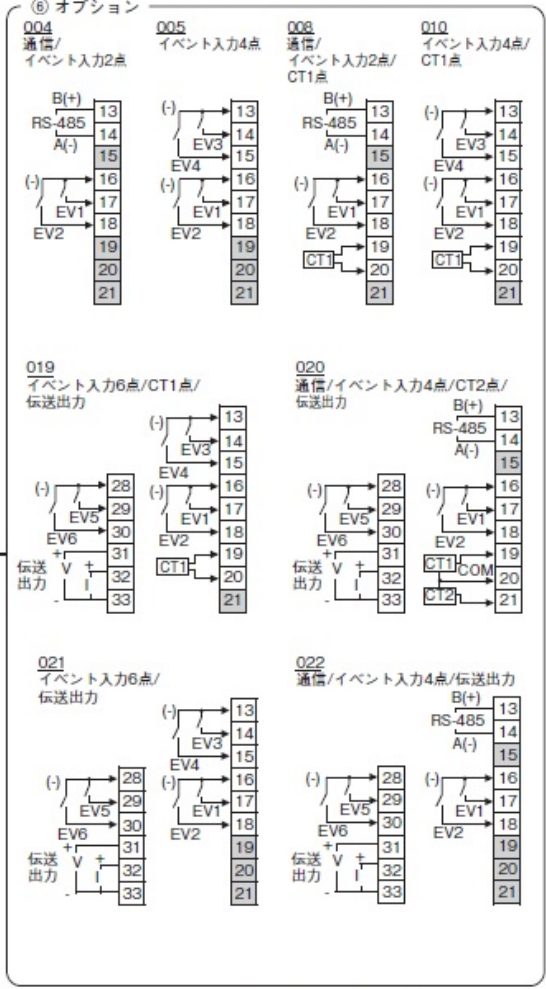 ⑥ オプション
004
通信/
イベント入力2点
B(+)
RS-485
A(-)
(-)
EV1
EV2
13
14
15
16
17
18
19
20
21
005
イベント入力4点
(-)
EV3
EV4
(-)
EV1
EV2
13
14
15
16
17
18
19
20
21
008
通信/
イベント入力2点/
CT1点
B(+)
RS-485
A(-)
(-)
EV1
EV2
CT1
13
14
15
16
17
18
19
20
21
010
イベント入力4点/
CT1点
(-)
EV3
EV4
(-)
EV1
EV2
CT1
13
14
15
16
17
18
19
20
21
019
イベント入力6点/CT1点/
伝送出力
(-)
EV5
EV6
伝送
出力
+
V
+
I
-
28
29
30
31
32
33
(-)
EV3
EV4
(-)
EV1
EV2
CT1
13
14
15
16
17
18
19
20
21
020
通信/イベント入力4点/CT2点/
伝送出力
(-)
EV5
EV6
伝送
出力
+
V
+
I
-
28
29
30
31
32
33
B(+)
RS-485
A(-)
(-)
EV1
EV2
CT1
COM
CT2
13
14
15
16
17
18
19
20
21
021
イベント入力6点/
伝送出力
(-)
EV5
EV6
伝送
出力
+
V
+
I
-
28
29
30
31
32
33
(-)
EV3
EV4
(-)
EV1
EV2
13
14
15
16
17
18
19
20
21
022
通信/イベント入力4点/伝送出力
(-)
EV5
EV6
伝送
出力
+
V
+
I
-
28
29
30
31
32
33
B(+)
RS-485
A(-)
(-)
EV1
EV2
13
14
15
16
17
18
19
20
21